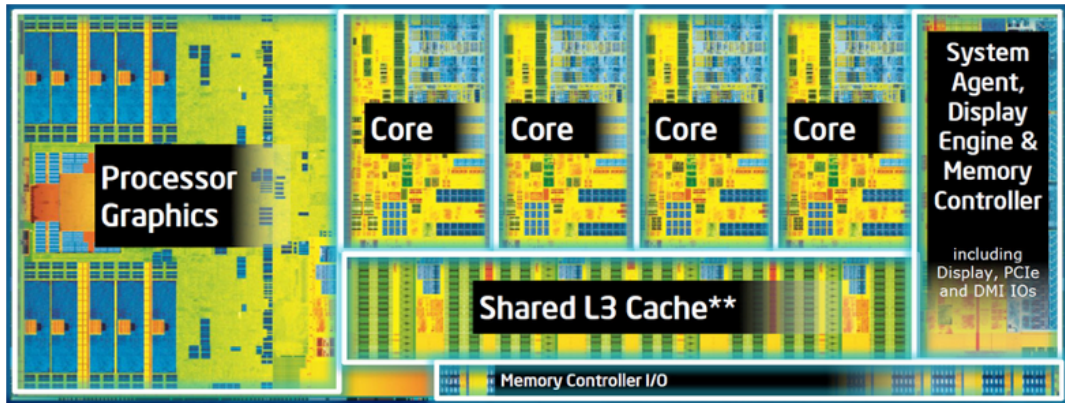 Processor
Graphics
Core
Core
Core
Core
System
Agent,
Display
Engine &
Memory
Controller
including
Display, PCIe
and DMI IOs
Shared L3 Cache**
Memory Controller I/O